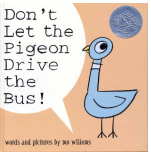 Don't
Let the
Pigeon
Drive
the
Bus!
words and pictures by mo willems